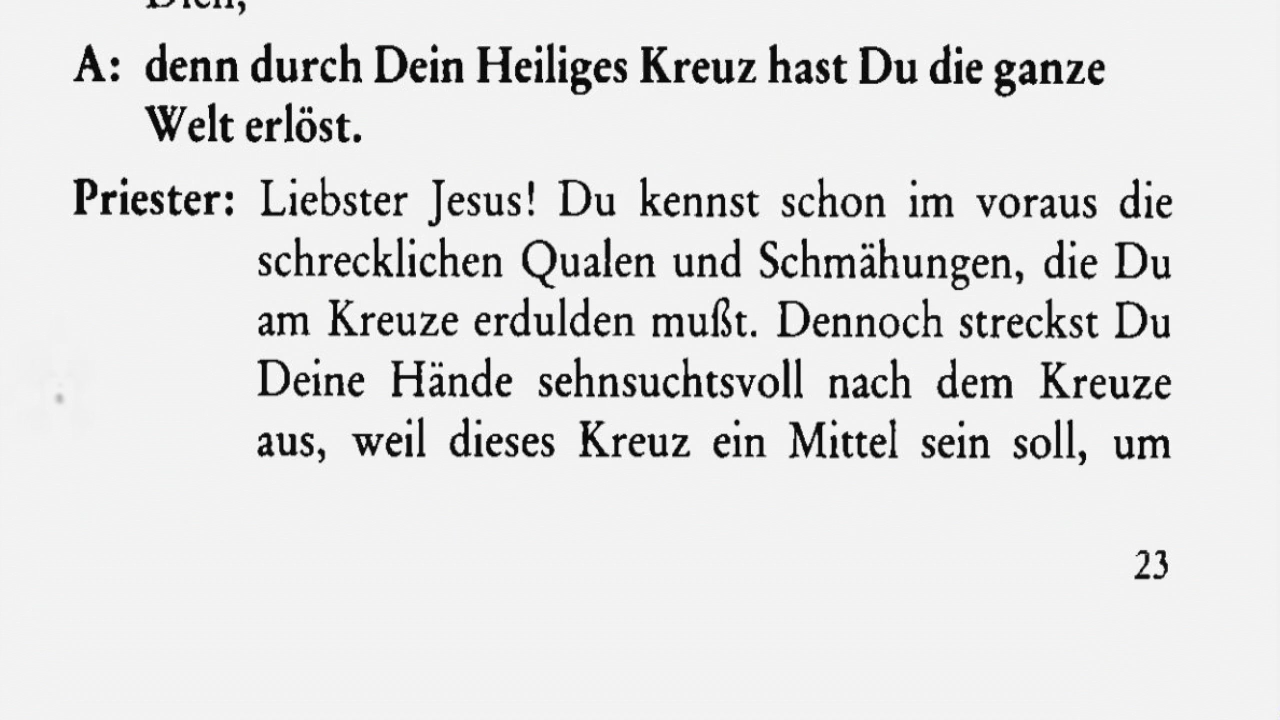 Dich,
A: denn durch Dein Heiliges Kreuz hast Du die ganze
Welt erlöst.
Priester: Liebster Jesus! Du kennst schon im voraus die
schrecklichen Qualen und Schmähungen, die Du
am Kreuze erdulden mußt. Dennoch streckst Du
Deine Hände sehnsuchtsvoll nach dem Kreuze
aus, weil dieses Kreuz ein Mittel sein soll, um
23